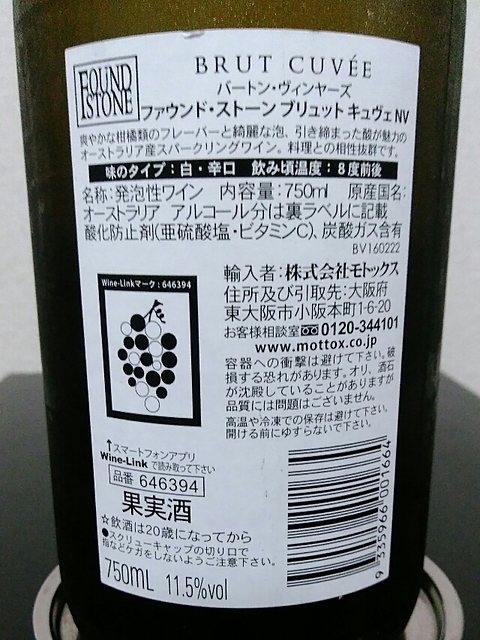 FOUND
STONE
BRUT CUVÉE
バートン・ヴィンヤーズ
ファウンド・ストーン ブリュット キュヴェ NV
爽やかな柑橘類のフレーバーと綺麗な泡、引き締まった酸が魅力の
オーストラリア産スパークリングワイン。料理との相性抜群です。
味のタイプ：白・辛口　飲み頃温度：8度前後
名称：発泡性ワイン　内容量：750ml　原産国名：
オーストラリア　アルコール分は裏ラベルに記載
酸化防止剤(亜硫酸塩・ビタミンC)、炭酸ガス含有
BV160222
Wine-Linkマーク：646394
↑スマートフォンアプリ
Wine-Link で読み取って下さい
品番 646394
果実酒
☆飲酒は20歳になってから
●スクリューキャップの切り口で
指などケガをしないようご注意下さい。
750mL 11.5%vol
輸入者：株式会社モトックス
住所及び引取先：大阪府
東大阪市小阪本町1-6-20
お客様相談室 0120-344101
www.mottox.co.jp
容器への衝撃は避けて下さい。破
損する恐れがあります。オリ、酒石
が沈殿していることがありますが
品質には問題はございません。
高温や冷凍での保存は避けて下さい。
開ける前にゆすらないで下さい。
9 335966 001664